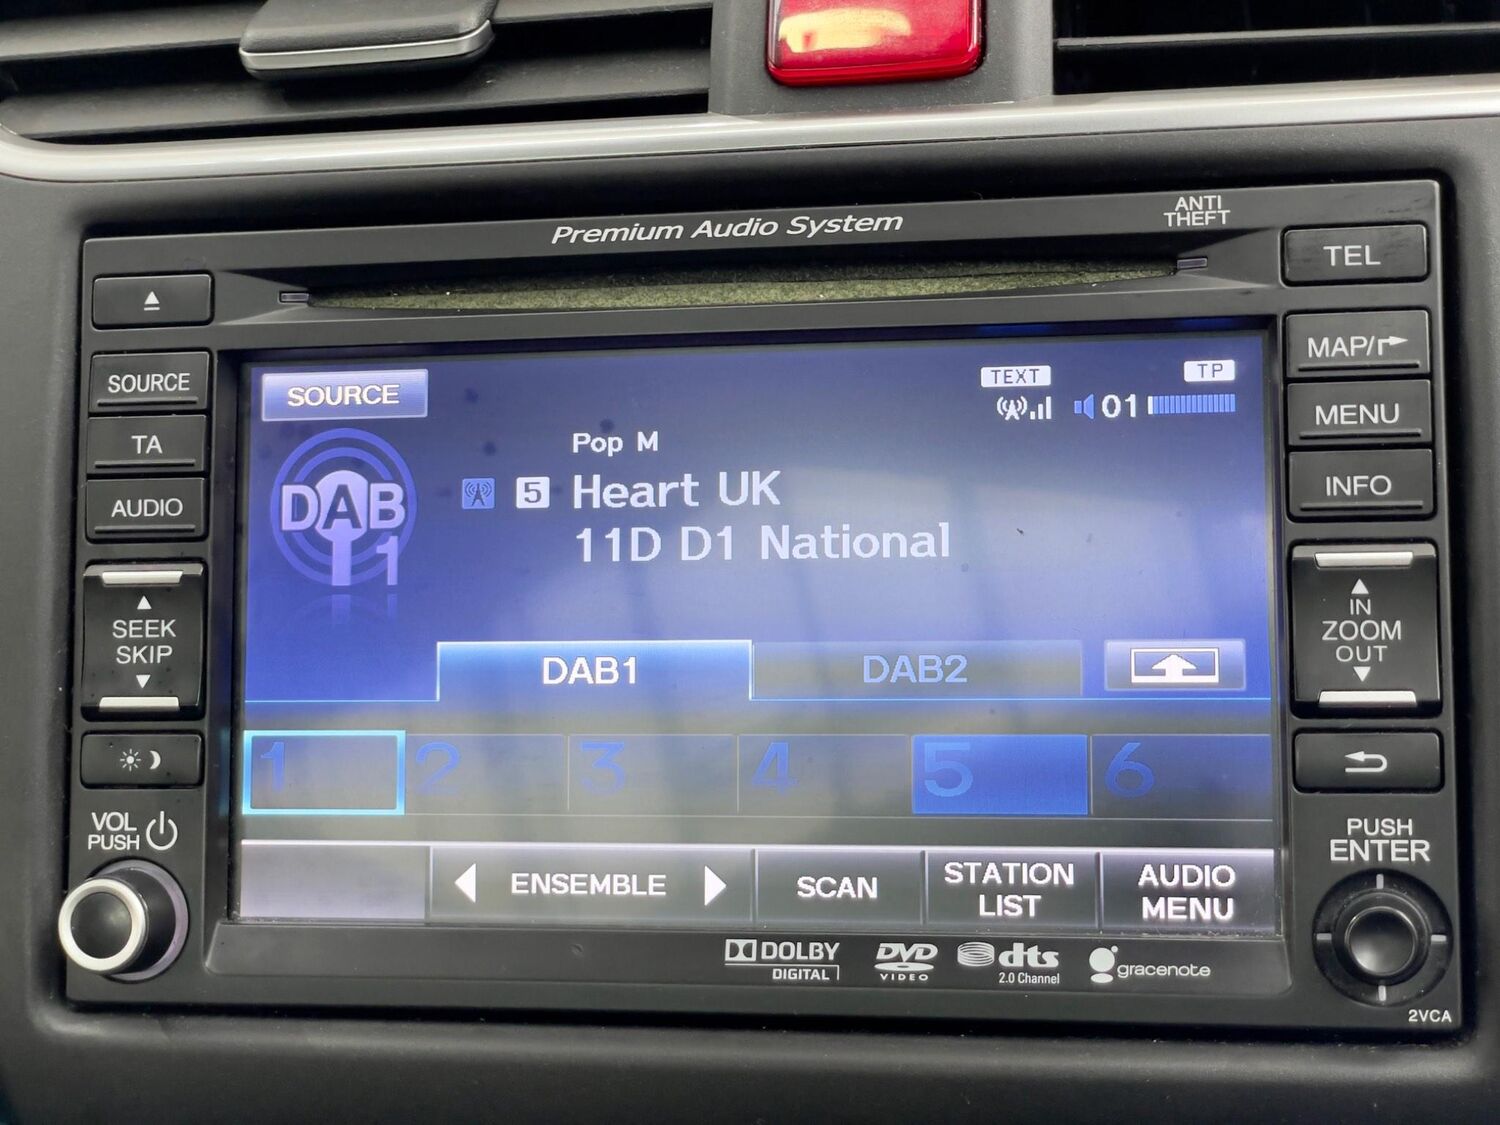 Premium Audio System
ANTI
THEFT
TEL
SOURCE
TA
AUDIO
SEEK
SKIP
VOL
PUSH
MAP/
MENU
INFO
IN
ZOOM
OUT
PUSH
ENTER
2VCA
SOURCE
TEXT
TP
01
Pop M
5 Heart UK
11D D1 National
DAB
1
DAB1 DAB2
1 2 3 4 5 6
ENSEMBLE
SCAN
STATION
LIST
AUDIO
MENU
DOLBY
DIGITAL
DVD
VIDEO
dts
2.0 Channel
gracenote